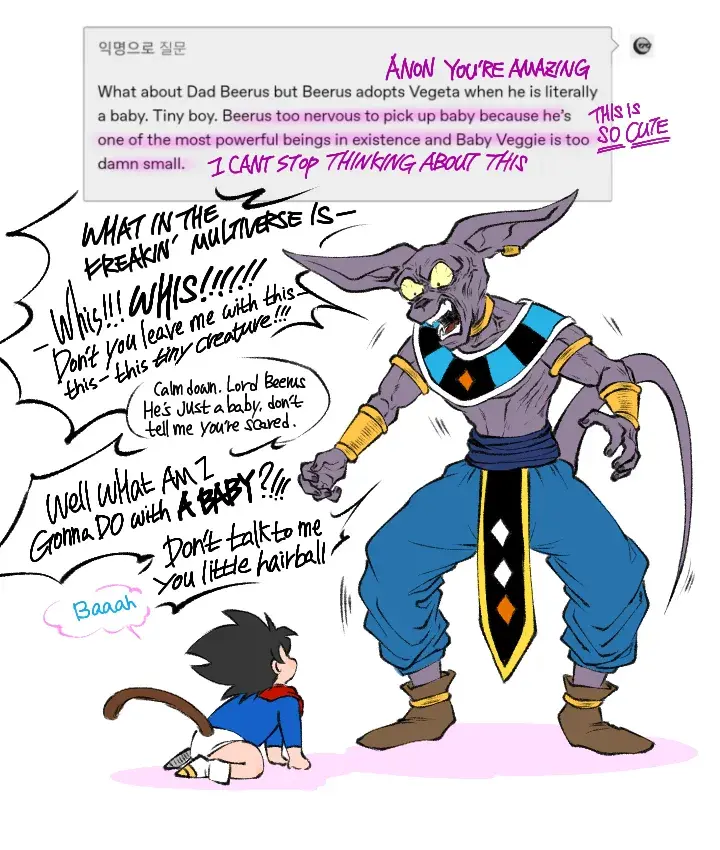 익명으로 질문
ANON YOU'RE AMAZING
What about Dad Beerus but Beerus adopts Vegeta when he is literally
a baby. Tiny boy. Beerus too nervous to pick up baby because he's
one of the most powerful beings in existence and Baby Veggie is too
damn small.
THIS IS
SO CUTE
I CANT STOP THINKING ABOUT THIS
WHAT IN THE
FREAKIN' MULTIVERSE IS—
—Whis!!! WHIS!!!!!!
Don't you leave me with this—
this— this tiny creature!!!
Calm down. Lord Beerus
He's Just a baby. don't
tell me you're scared.
Well WHat AM I
Gonna DO with A BABY?!!!
Don't talk to me
you little hairball
Baaah